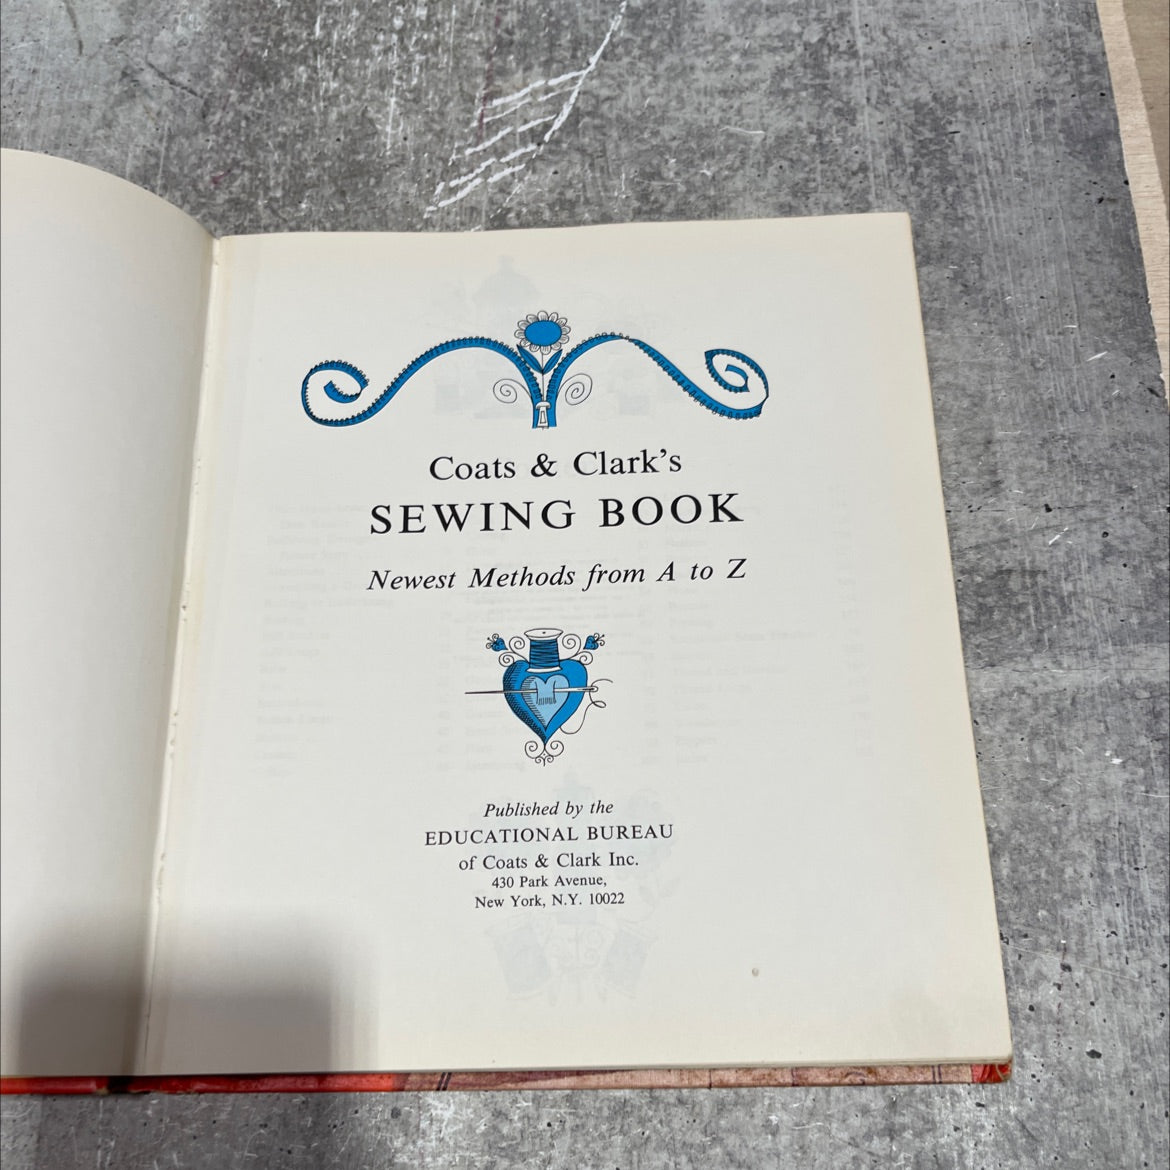 Coats & Clark's
SEWING BOOK
Newest Methods from A to Z
Published by the
EDUCATIONAL BUREAU
of Coats & Clark Inc.
430 Park Avenue,
New York, N.Y. 10022